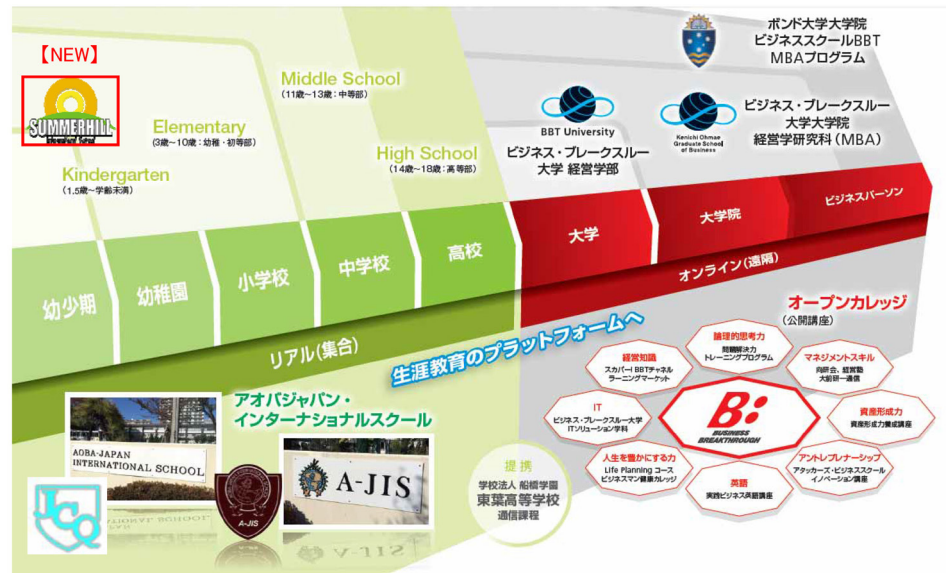 【NEW】
SUMMERHILL
Kindergarten
(1.5歳～学齢未満)
Elementary
(3歳～10歳:幼稚・初等部)
Middle School
(11歳～13歳:中等部)
High School
(14歳～18歳:高等部)
BBT University
ビジネス・ブレークスルー
大学 経営学部
ボンド大学大学院
ビジネススクールBBT
MBAプログラム
Kenichi Ohmae
Graduate School
of Business
ビジネス・ブレークスルー
大学大学院
経営学研究科(MBA)
幼少期
幼稚園
小学校
中学校
高校
大学
大学院
ビジネスパーソン
リアル(集合)
オンライン(遠隔)
生涯教育のプラットフォームへ
アオバジャパン・
インターナショナルスクール
AOBA-JAPAN
INTERNATIONAL SCHOOL
A-JIS
A-JIS
提携
学校法人 船橋学園
東葉高等学校
通信課程
オープンカレッジ
(公開講座)
論理的思考力
問題解決力
トレーニングプログラム
経営知識
スカパー!BBTチャネル
ラーニングマーケット
マネジメントスキル
向研会、経営塾
大前研一通信
IT
ビジネス・ブレークスルー大学
ITソリューション学科
B:
BUSINESS
BREAKTHROUGH
資産形成力
資産形成力養成講座
人生を豊かにする力
Life Planning コース
ビジネスマン健康カレッジ
英語
実践ビジネス英語講座
アントレプレナーシップ
アタッカーズ・ビジネススクール
イノベーション講座